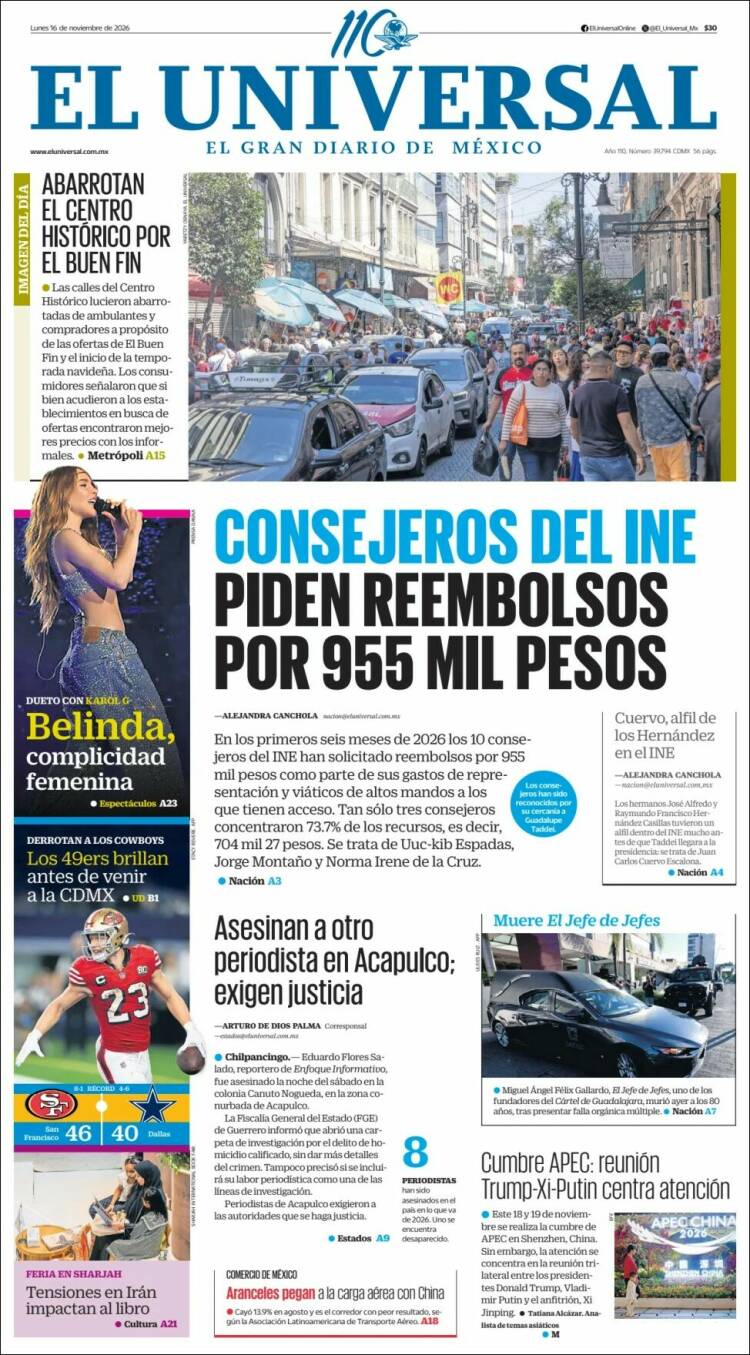 Lunes 16 de noviembre de 2026
110
ElUniversalOnline @El_Universal_Mx $30
EL UNIVERSAL
EL GRAN DIARIO DE MÉXICO
www.eluniversal.com.mx
Año 110, Número 39,794 CDMX 56 págs.
IMAGEN DEL DÍA
ABARROTAN
EL CENTRO
HISTÓRICO POR
EL BUEN FIN
Las calles del Centro
Histórico lucieron abarro-
tadas de ambulantes y
compradores a propósito
de las ofertas de El Buen
Fin y el inicio de la tempo-
rada navideña. Los consu-
midores señalaron que si
bien acudieron a los esta-
blecimientos en busca de
ofertas encontraron mejo-
res precios con los infor-
males. • Metrópoli A15
WC
DUETO CON KAROL G
Belinda,
complicidad
femenina
• Espectáculos A23
DERROTAN A LOS COWBOYS
Los 49ers brillan
antes de venir
a la CDMX • UD B1
23
8-1 RÉCORD 4-6
SF
San
Francisco 46
40 Dallas
FERIA EN SHARJAH
Tensiones en Irán
impactan al libro
• Cultura A21
CONSEJEROS DEL INE
PIDEN REEMBOLSOS
POR 955 MIL PESOS
—ALEJANDRA CANCHOLA nacion@eluniversal.com.mx
En los primeros seis meses de 2026 los 10 conse-
jeros del INE han solicitado reembolsos por 955
mil pesos como parte de sus gastos de repre-
sentación y viáticos de altos mandos a los
que tienen acceso. Tan sólo tres consejeros
concentraron 73.7% de los recursos, es decir,
704 mil 27 pesos. Se trata de Uuc-kib Espadas,
Jorge Montaño y Norma Irene de la Cruz.
• Nación A3
Los conse-
jeros han sido
reconocidos por
su cercanía a
Guadalupe
Taddei.
Cuervo, alfil de
los Hernández
en el INE
—ALEJANDRA CANCHOLA
—nacion@eluniversal.com.mx
Los hermanos José Alfredo y
Raymundo Francisco Her-
nández Casillas tuvieron un
alfil dentro del INE mucho an-
tes de que Taddei llegara a la
presidencia: se trata de Juan
Carlos Cuervo Escalona.
• Nación A4
Asesinan a otro
periodista en Acapulco;
exigen justicia
—ARTURO DE DIOS PALMA Corresponsal
—estados@eluniversal.com.mx
• Chilpancingo.— Eduardo Flores Sa-
lado, reportero de Enfoque Informativo,
fue asesinado la noche del sábado en la
colonia Canuto Nogueda, en la zona co-
nurbada de Acapulco.
La Fiscalía General del Estado (FGE)
de Guerrero informó que abrió una car-
peta de investigación por el delito de ho-
micidio calificado, sin dar más detalles
del crimen. Tampoco precisó si se inclui-
rá su labor periodística como una de las
líneas de investigación.
Periodistas de Acapulco exigieron a
las autoridades que se haga justicia.
• Estados A9
8
PERIODISTAS
han sido
asesinados en el
país en lo que va
de 2026. Uno se
encuentra
desaparecido.
COMERCIO DE MÉXICO
Aranceles pegan a la carga aérea con China
• Cayó 13.9% en agosto y es el corredor con peor resultado, se-
gún la Asociación Latinoamericana de Transporte Aéreo. A18
Muere El Jefe de Jefes
• Miguel Ángel Félix Gallardo, El Jefe de Jefes, uno de los
fundadores del Cártel de Guadalajara, murió ayer a los 80
años, tras presentar falla orgánica múltiple. • Nación A7
Cumbre APEC: reunión
Trump-Xi-Putin centra atención
• Este 18 y 19 de noviem-
bre se realiza la cumbre de
APEC en Shenzhen, China.
Sin embargo, la atención se
concentra en la reunión tri-
lateral entre los presiden-
tes Donald Trump, Vladi-
mir Putin y el anfitrión, Xi
Jinping. • Tatiana Alcázar. Ana-
lista de temas asiáticos
• M
APEC CHINA
2026
中国 深圳